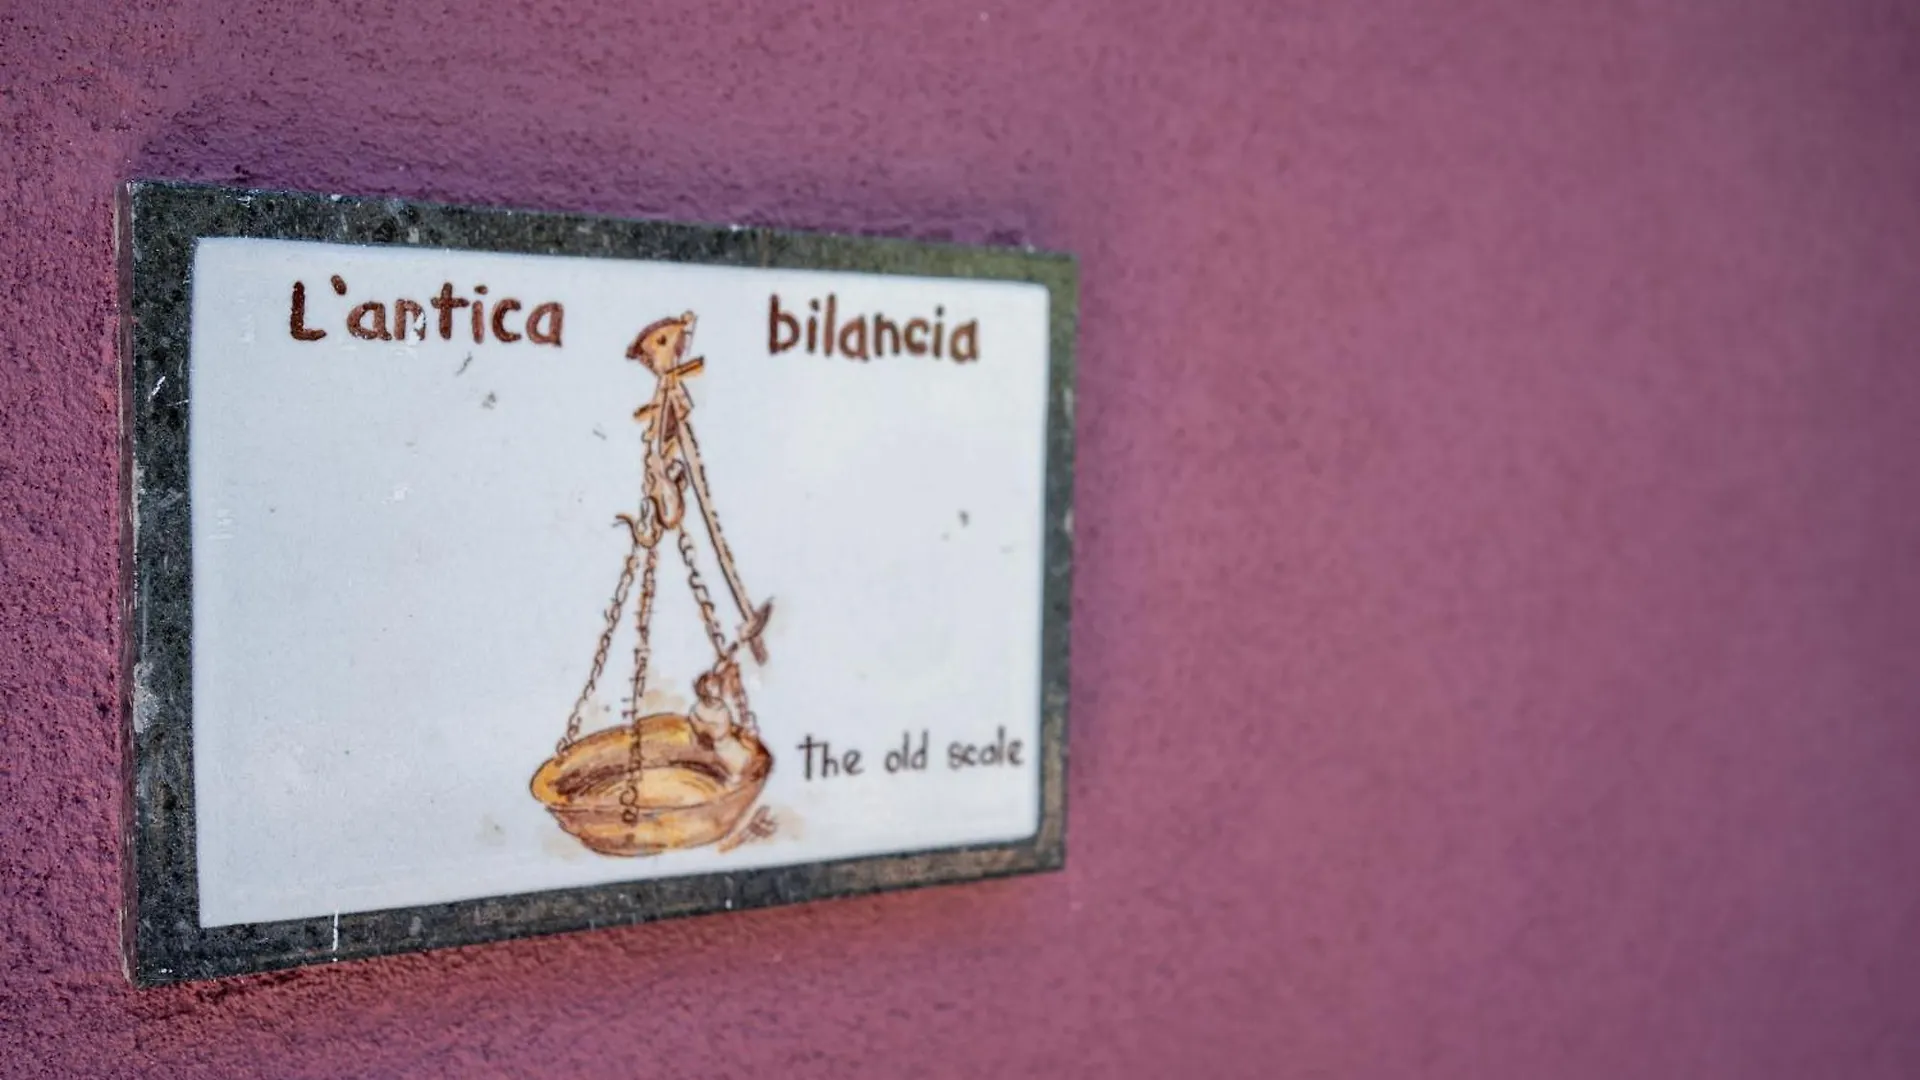 L'antica bilancia
the old scale